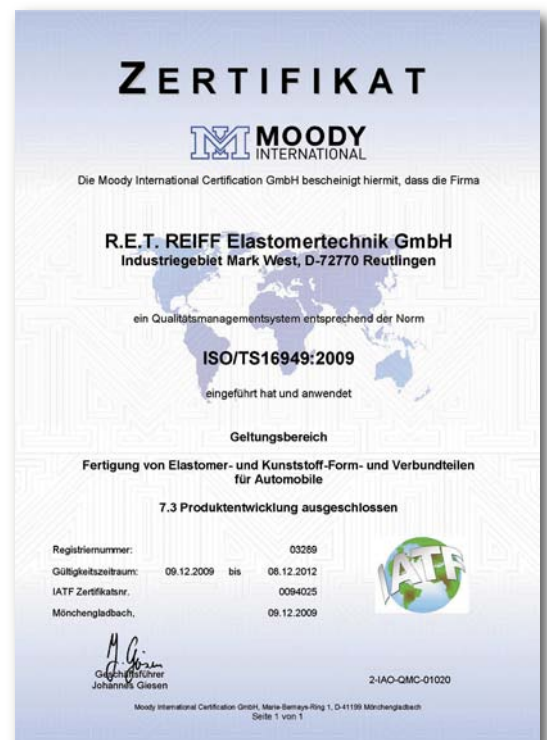 ZERTIFIKAT
MOODY
INTERNATIONAL
Die Moody International Certification GmbH bescheinigt hiermit, dass die Firma
R.E.T. REIFF Elastomertechnik GmbH
Industriegebiet Mark West, D-72770 Reutlingen
ein Qualitätsmanagementsystem entsprechend der Norm
ISO/TS16949:2009
eingeführt hat und anwendet
Geltungsbereich
Fertigung von Elastomer- und Kunststoff-Form- und Verbundteilen
für Automobile
7.3 Produktentwicklung ausgeschlossen
Registriernummer: 03289
Gültigkeitszeitraum: 09.12.2009 bis 08.12.2012
IATF Zertifikatsnr. 0094025
Mönchengladbach, 09.12.2009
IATF
J. Giesen
Geschäftsführer
Johannes Giesen
2-IAO-QMC-01020
Moody International Certification GmbH, Marie-Bernays-Ring 1, D-41199 Mönchengladbach
Seite 1 von 1